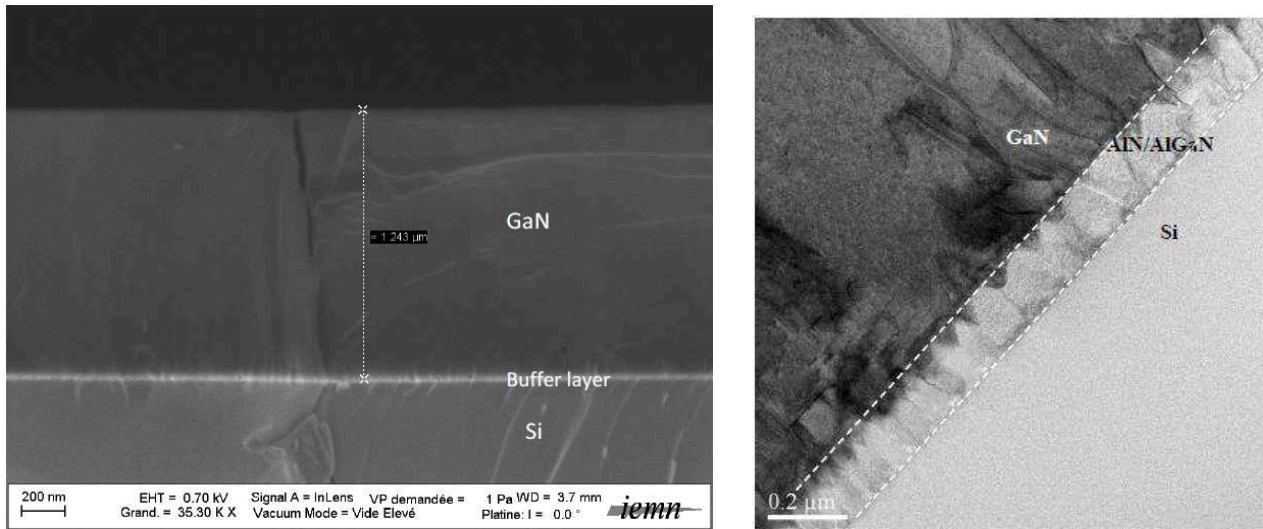 = 1.243 µm
GaN
Buffer layer
Si
200 nm
EHT = 0.70 kV
Signal A = InLens
VP demandée = 1 Pa
WD = 3.7 mm
Grand. = 35.30 K X
Vacuum Mode = Vide Elevé
Platine: I = 0.0 °
iemn
GaN
AlN/AlGaN
Si
0.2 µm